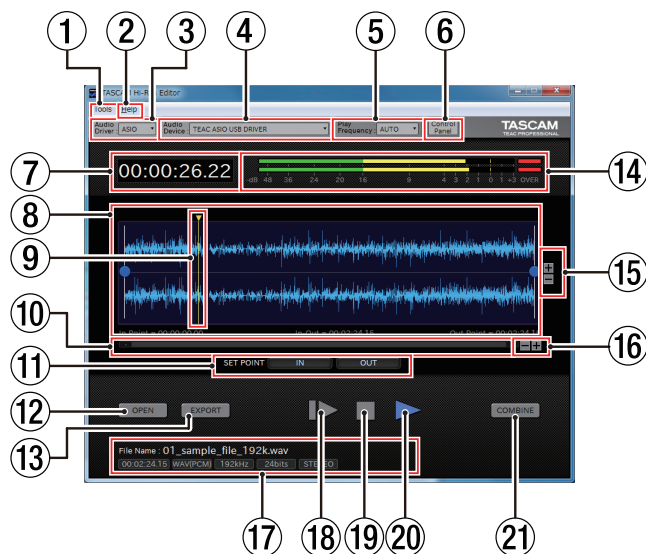 1 2 3 4 5 6
TASCAM Hi-R Editor
Tools Help
Audio Driver : ASIO
Audio Device : TEAC ASIO USB DRIVER
Play Frequency : AUTO
Control Panel
TASCAM
TEAC PROFESSIONAL
7
00:00:26.22
-dB 48 36 24 20 16 9 4 3 2 1 0 1 +3 OVER
14
8
9
15
In Point = 00:00:00.00 In-Out = 00:02:24.15 Out Point = 00:02:24.15
10
16
11
SET POINT IN OUT
12
OPEN EXPORT COMBINE
13
File Name : 01_sample_file_192k.wav
00:02:24.15 WAV(PCM) 192kHz 24bits STEREO
17 18 19 20 21